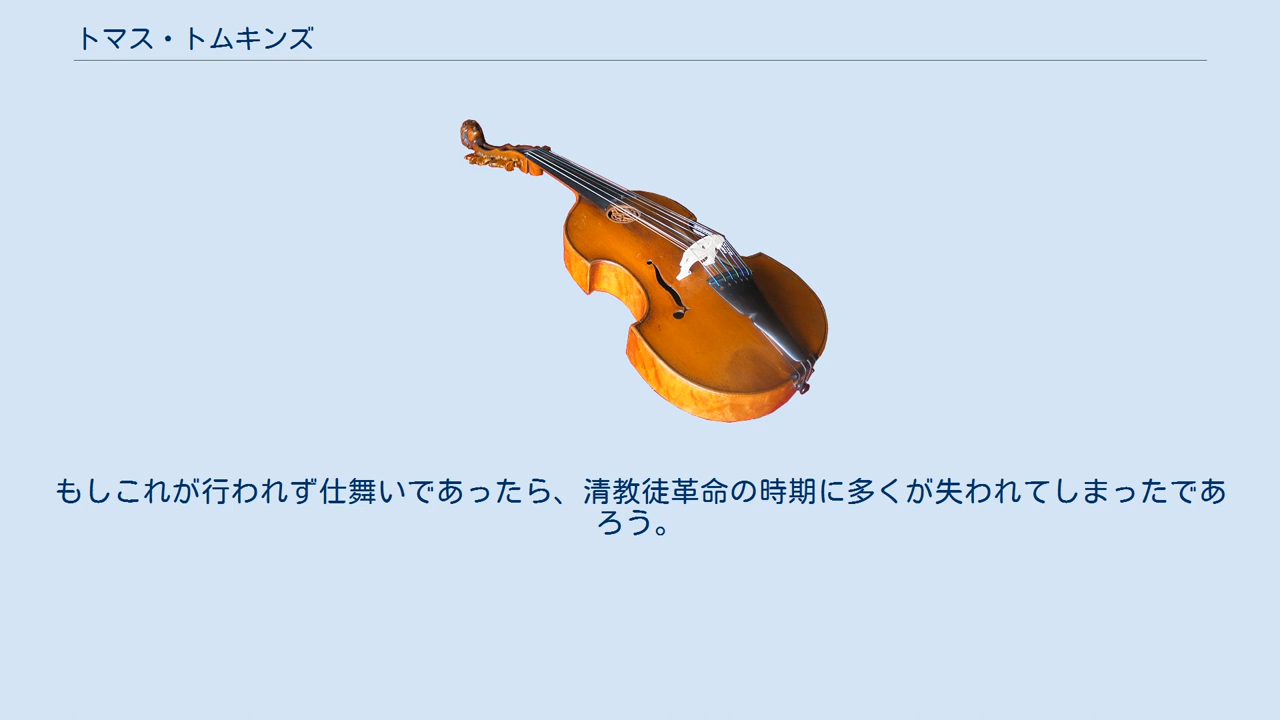 トマス・トムキンズ
もしこれが行われず仕舞いであったら、清教徒革命の時期に多くが失われてしまったであ
ろう。